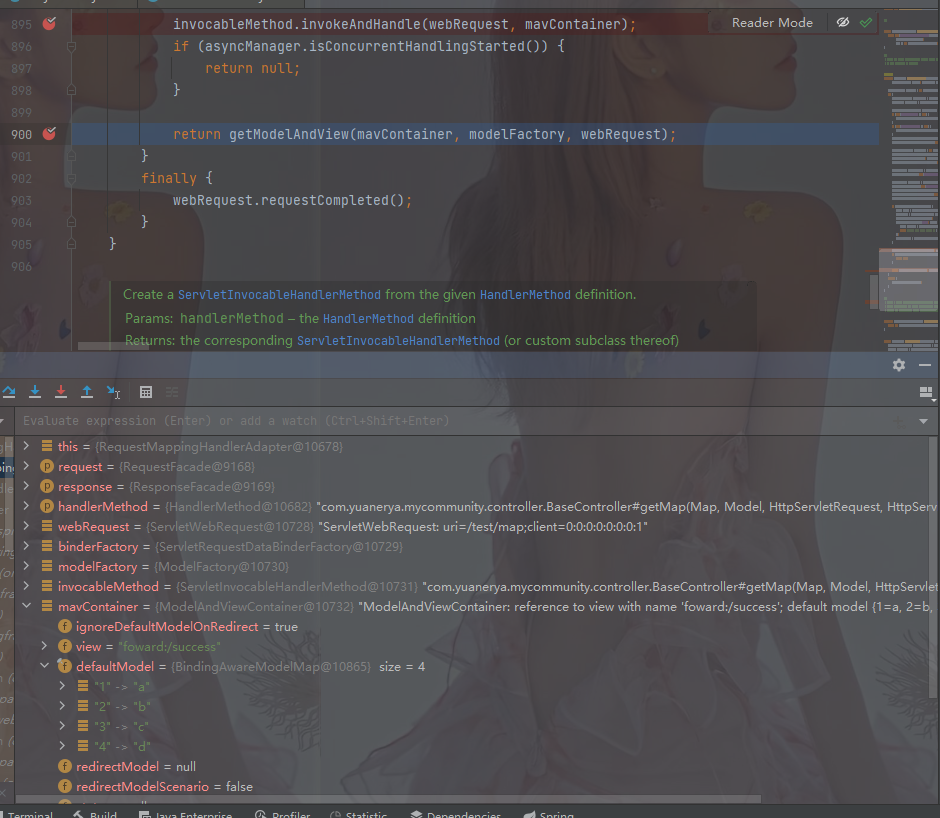 895 invocableMethod.invokeAndHandle(webRequest, mavContainer);
Reader Mode
896 if (asyncManager.isConcurrentHandlingStarted()) {
897 return null;
898 }
899
900 return getModelAndView(mavContainer, modelFactory, webRequest);
901 }
902 finally {
903 webRequest.requestCompleted();
904 }
905 }
906
Create a ServletInvocableHandlerMethod from the given HandlerMethod definition.
Params: handlerMethod – the HandlerMethod definition
Returns: the corresponding ServletInvocableHandlerMethod (or custom subclass thereof)
Evaluate expression (Enter) or add a watch (Ctrl+Shift+Enter)
this = {RequestMappingHandlerAdapter@10678}
p request = {RequestFacade@9168}
p response = {ResponseFacade@9169}
p handlerMethod = {HandlerMethod@10682} "com.yuanerya.mycommunity.controller.BaseController#getMap(Map, Model, HttpServletRequest, HttpServ
webRequest = {ServletWebRequest@10728} "ServletWebRequest: uri=/test/map;client=0:0:0:0:0:0:0:1"
binderFactory = {ServletRequestDataBinderFactory@10729}
modelFactory = {ModelFactory@10730}
invocableMethod = {ServletInvocableHandlerMethod@10731} "com.yuanerya.mycommunity.controller.BaseController#getMap(Map, Model, HttpServlet
mavContainer = {ModelAndViewContainer@10732} "ModelAndViewContainer: reference to view with name 'foward:/success'; default model {1=a, 2=b,
f ignoreDefaultModelOnRedirect = true
f view = "foward:/success"
f defaultModel = {BindingAwareModelMap@10865} size = 4
"1" -> "a"
"2" -> "b"
"3" -> "c"
"4" -> "d"
f redirectModel = null
f redirectModelScenario = false
Terminal Build Java Enterprise Profiler Statistic Dependencies Spring